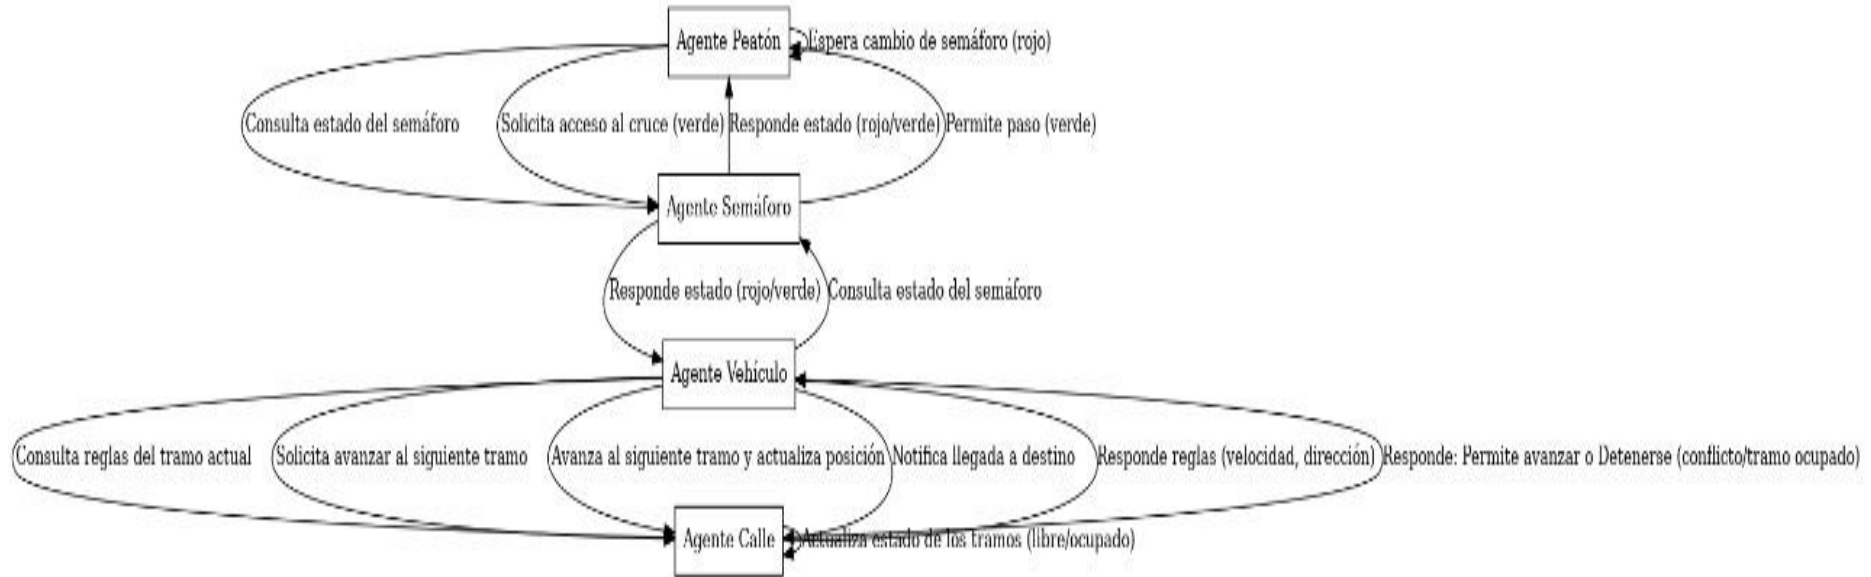 Agente Peatón
Espera cambio de semáforo (rojo)
Consulta estado del semáforo
Solicita acceso al cruce (verde)
Responde estado (rojo/verde)
Permite paso (verde)
Agente Semáforo
Responde estado (rojo/verde)
Consulta estado del semáforo
Agente Vehículo
Consulta reglas del tramo actual
Solicita avanzar al siguiente tramo
Avanza al siguiente tramo y actualiza posición
Notifica llegada a destino
Responde reglas (velocidad, dirección)
Responde: Permite avanzar o Detenerse (conflicto/tramo ocupado)
Agente Calle
Actualiza estado de los tramos (libre/ocupado)